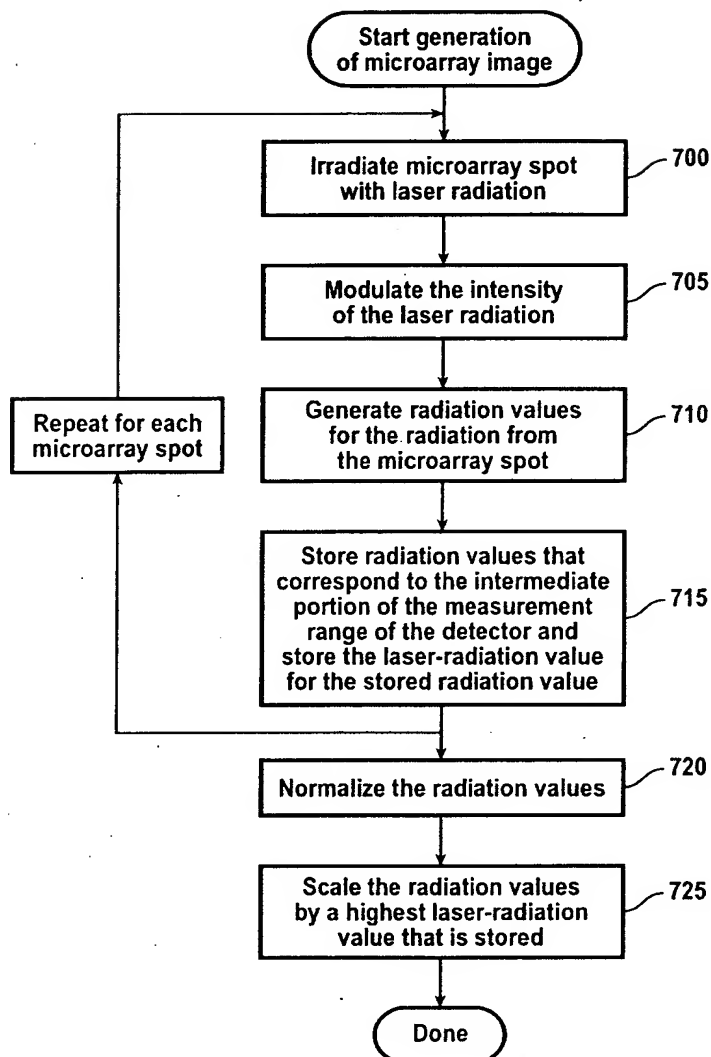 Start generation
of microarray image
Irradiate microarray spot
with laser radiation
700
Modulate the intensity
of the laser radiation
705
Generate radiation values
for the radiation from
the microarray spot
710
Repeat for each
microarray spot
Store radiation values that
correspond to the intermediate
portion of the measurement
range of the detector and
store the laser-radiation value
for the stored radiation value
715
Normalize the radiation values
720
Scale the radiation values
by a highest laser-radiation
value that is stored
725
Done